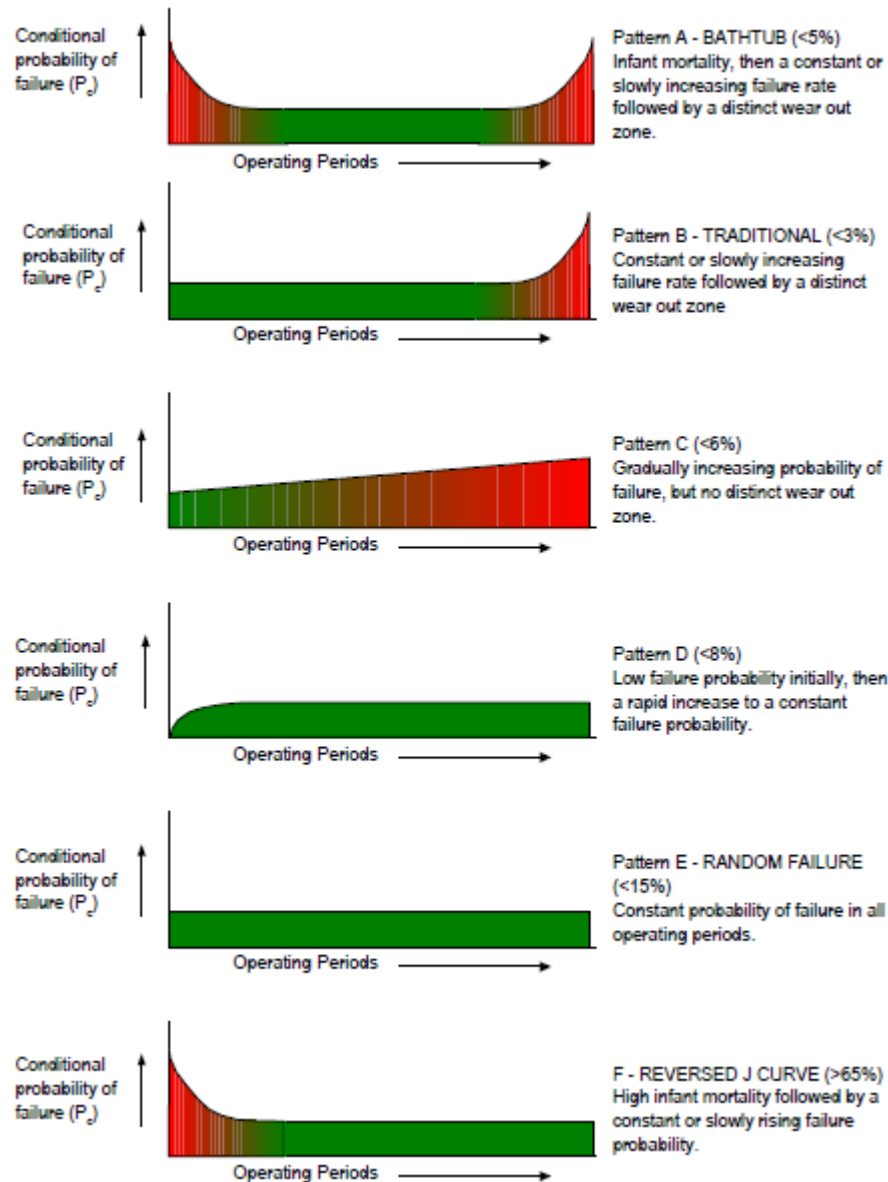 Conditional
probability of
failure (Pc)
Pattern A - BATHTUB (<5%)
Infant mortality, then a constant or
slowly increasing failure rate
followed by a distinct wear out
zone.
Operating Periods
Conditional
probability of
failure (Pc)
Pattern B - TRADITIONAL (<3%)
Constant or slowly increasing
failure rate followed by a distinct
wear out zone
Operating Periods
Conditional
probability of
failure (Pc)
Pattern C (<6%)
Gradually increasing probability of
failure, but no distinct wear out
zone.
Operating Periods
Conditional
probability of
failure (Pc)
Pattern D (<8%)
Low failure probability initially, then
a rapid increase to a constant
failure probability.
Operating Periods
Conditional
probability of
failure (Pc)
Pattern E - RANDOM FAILURE
(<15%)
Constant probability of failure in all
operating periods.
Operating Periods
Conditional
probability of
failure (Pc)
F - REVERSED J CURVE (>65%)
High infant mortality followed by a
constant or slowly rising failure
probability.
Operating Periods